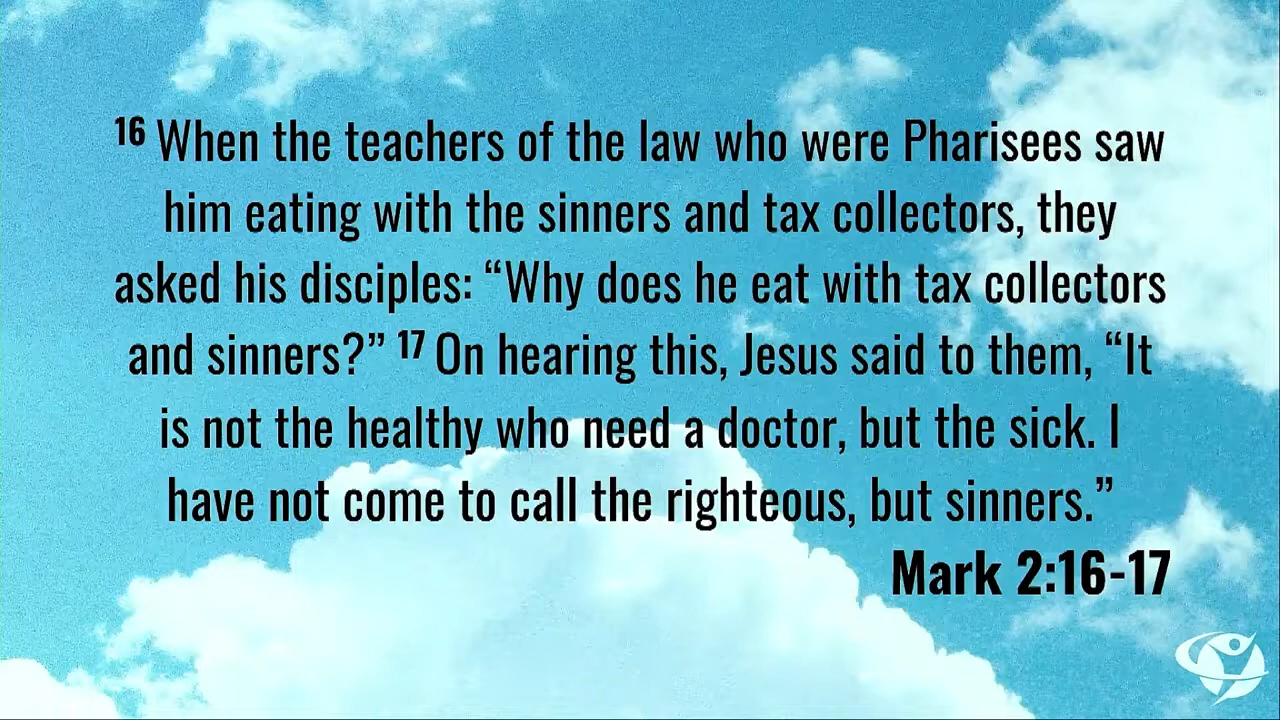 16 When the teachers of the law who were Pharisees saw
him eating with the sinners and tax collectors, they
asked his disciples: “Why does he eat with tax collectors
and sinners?” 17 On hearing this, Jesus said to them, “It
is not the healthy who need a doctor, but the sick. I
have not come to call the righteous, but sinners.”
Mark 2:16-17